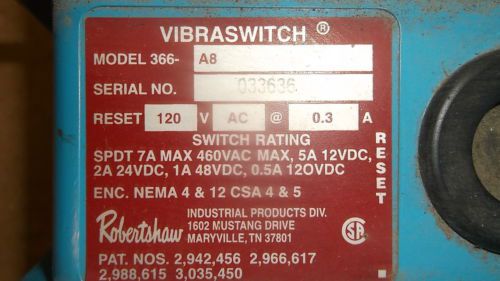 VIBRASWITCH ®
MODEL 366- A8
SERIAL NO. 033636
RESET 120 V AC @ 0.3 A
SWITCH RATING
SPDT 7A MAX 460VAC MAX, 5A 12VDC,
2A 24VDC, 1A 48VDC, 0.5A 120VDC
ENC. NEMA 4 & 12 CSA 4 & 5
RESET
Robertshaw
INDUSTRIAL PRODUCTS DIV.
1602 MUSTANG DRIVE
MARYVILLE, TN 37801
SA
PAT. NOS. 2,942,456 2,966,617
2,988,615 3,035,450